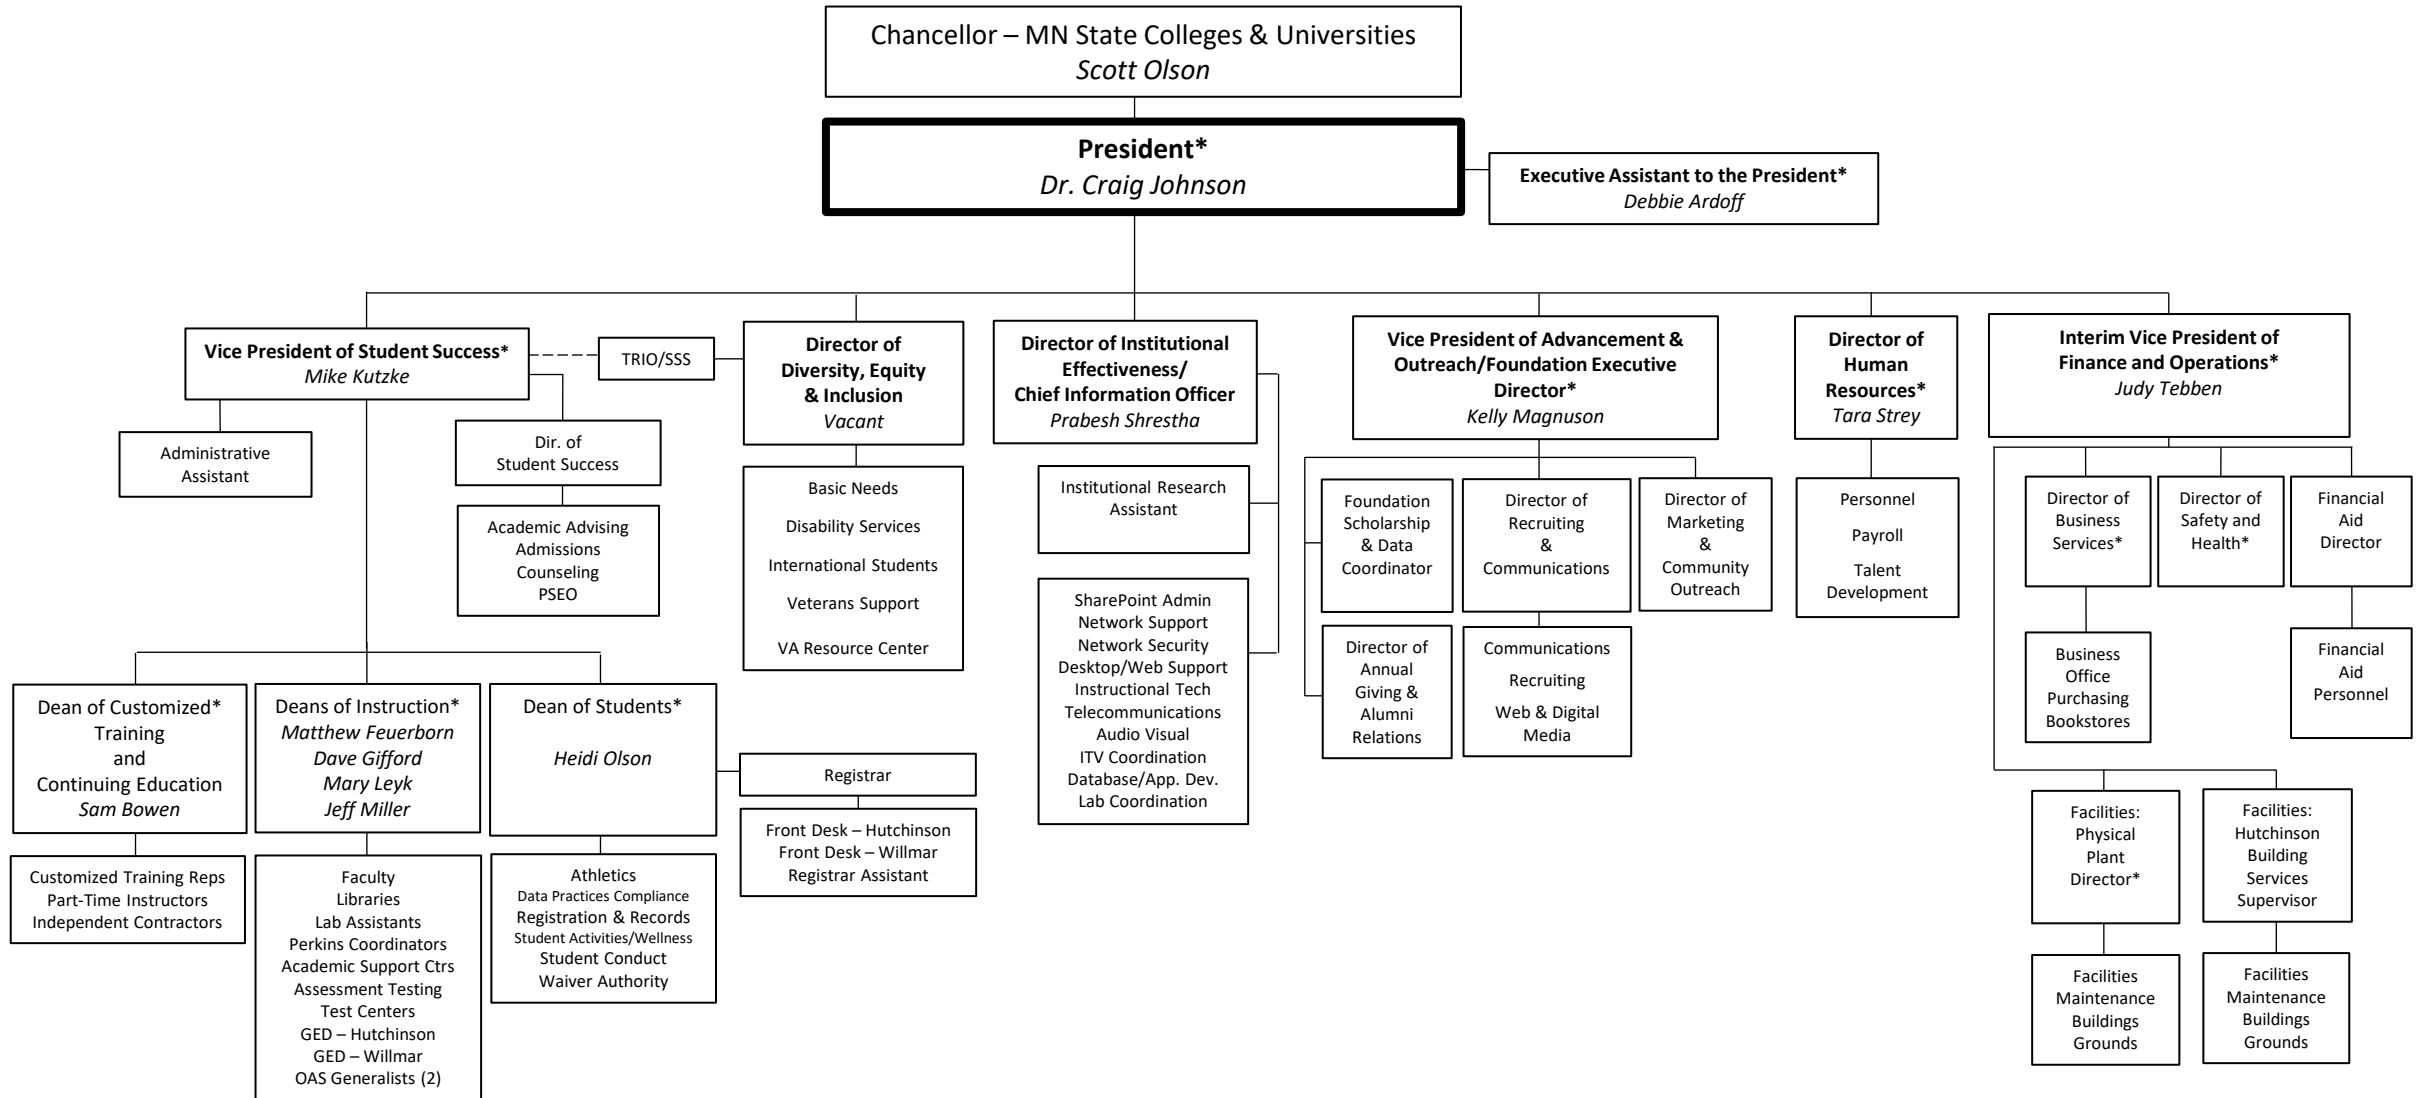 Chancellor – MN State Colleges & Universities
Scott Olson
President*
Dr. Craig Johnson
Executive Assistant to the President*
Debbie Ardoff
Vice President of Student Success*
Mike Kutzke
TRIO/SSS
Director of
Diversity, Equity
& Inclusion
Vacant
Director of Institutional
Effectiveness/
Chief Information Officer
Prabesh Shrestha
Vice President of Advancement &
Outreach/Foundation Executive
Director*
Kelly Magnuson
Director of
Human
Resources*
Tara Strey
Interim Vice President of
Finance and Operations*
Judy Tebben
Administrative
Assistant
Dir. of
Student Success
Academic Advising
Admissions
Counseling
PSEO
Basic Needs
Disability Services
International Students
Veterans Support
VA Resource Center
Institutional Research
Assistant
SharePoint Admin
Network Support
Network Security
Desktop/Web Support
Instructional Tech
Telecommunications
Audio Visual
ITV Coordination
Database/App. Dev.
Lab Coordination
Foundation
Scholarship
& Data
Coordinator
Director of
Annual
Giving &
Alumni
Relations
Director of
Recruiting
&
Communications
Communications
Recruiting
Web & Digital
Media
Director of
Marketing
&
Community
Outreach
Personnel
Payroll
Talent
Development
Director of
Business
Services*
Business
Office
Purchasing
Bookstores
Director of
Safety and
Health*
Financial
Aid
Director
Financial
Aid
Personnel
Facilities:
Physical
Plant
Director*
Facilities
Maintenance
Buildings
Grounds
Facilities:
Hutchinson
Building
Services
Supervisor
Facilities
Maintenance
Buildings
Grounds
Dean of Customized*
Training
and
Continuing Education
Sam Bowen
Customized Training Reps
Part-Time Instructors
Independent Contractors
Deans of Instruction*
Matthew Feuerborn
Dave Gifford
Mary Leyk
Jeff Miller
Faculty
Libraries
Lab Assistants
Perkins Coordinators
Academic Support Ctrs
Assessment Testing
Test Centers
GED – Hutchinson
GED – Willmar
OAS Generalists (2)
Dean of Students*
Heidi Olson
Athletics
Data Practices Compliance
Registration & Records
Student Activities/Wellness
Student Conduct
Waiver Authority
Registrar
Front Desk – Hutchinson
Front Desk – Willmar
Registrar Assistant